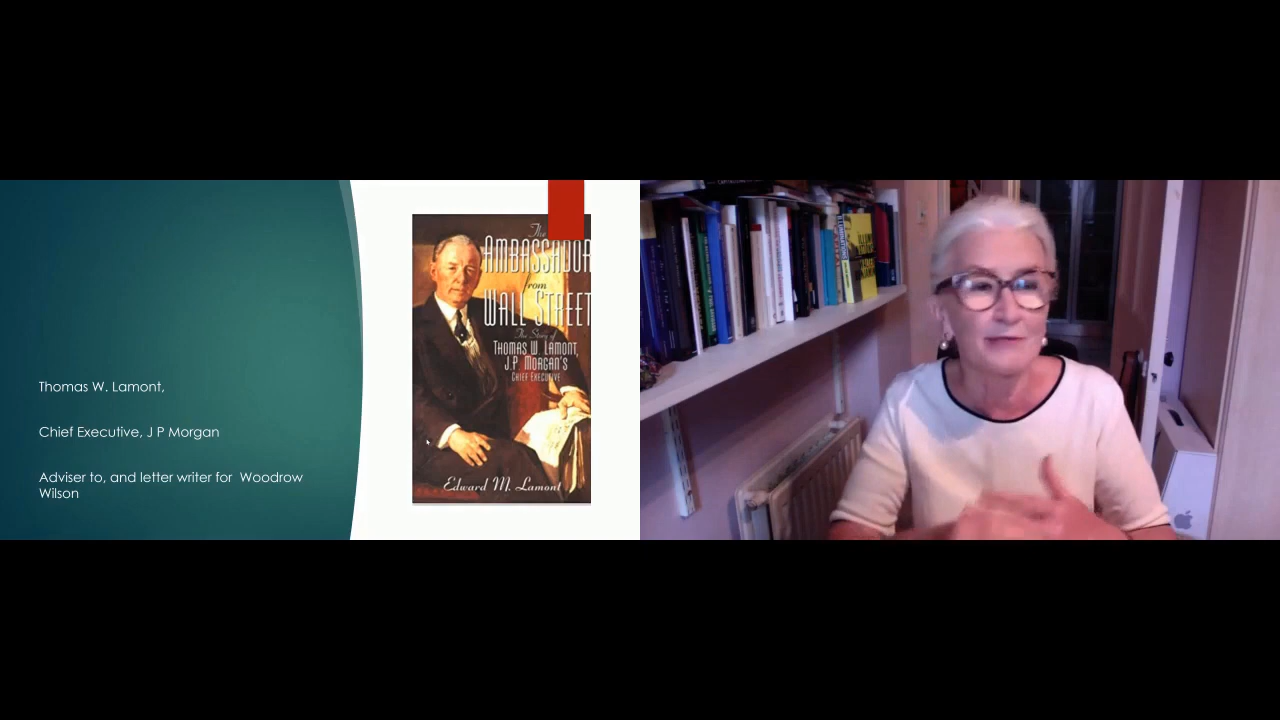 Thomas W. Lamont,
Chief Executive, J P Morgan
Adviser to, and letter writer for  Woodrow
Wilson
The
AMBASSADOR
from
WALL STREET
The Story of
THOMAS W. LAMONT,
J.P. MORGAN'S
CHIEF EXECUTIVE
Edward M. Lamont
ILLUMINATIONS